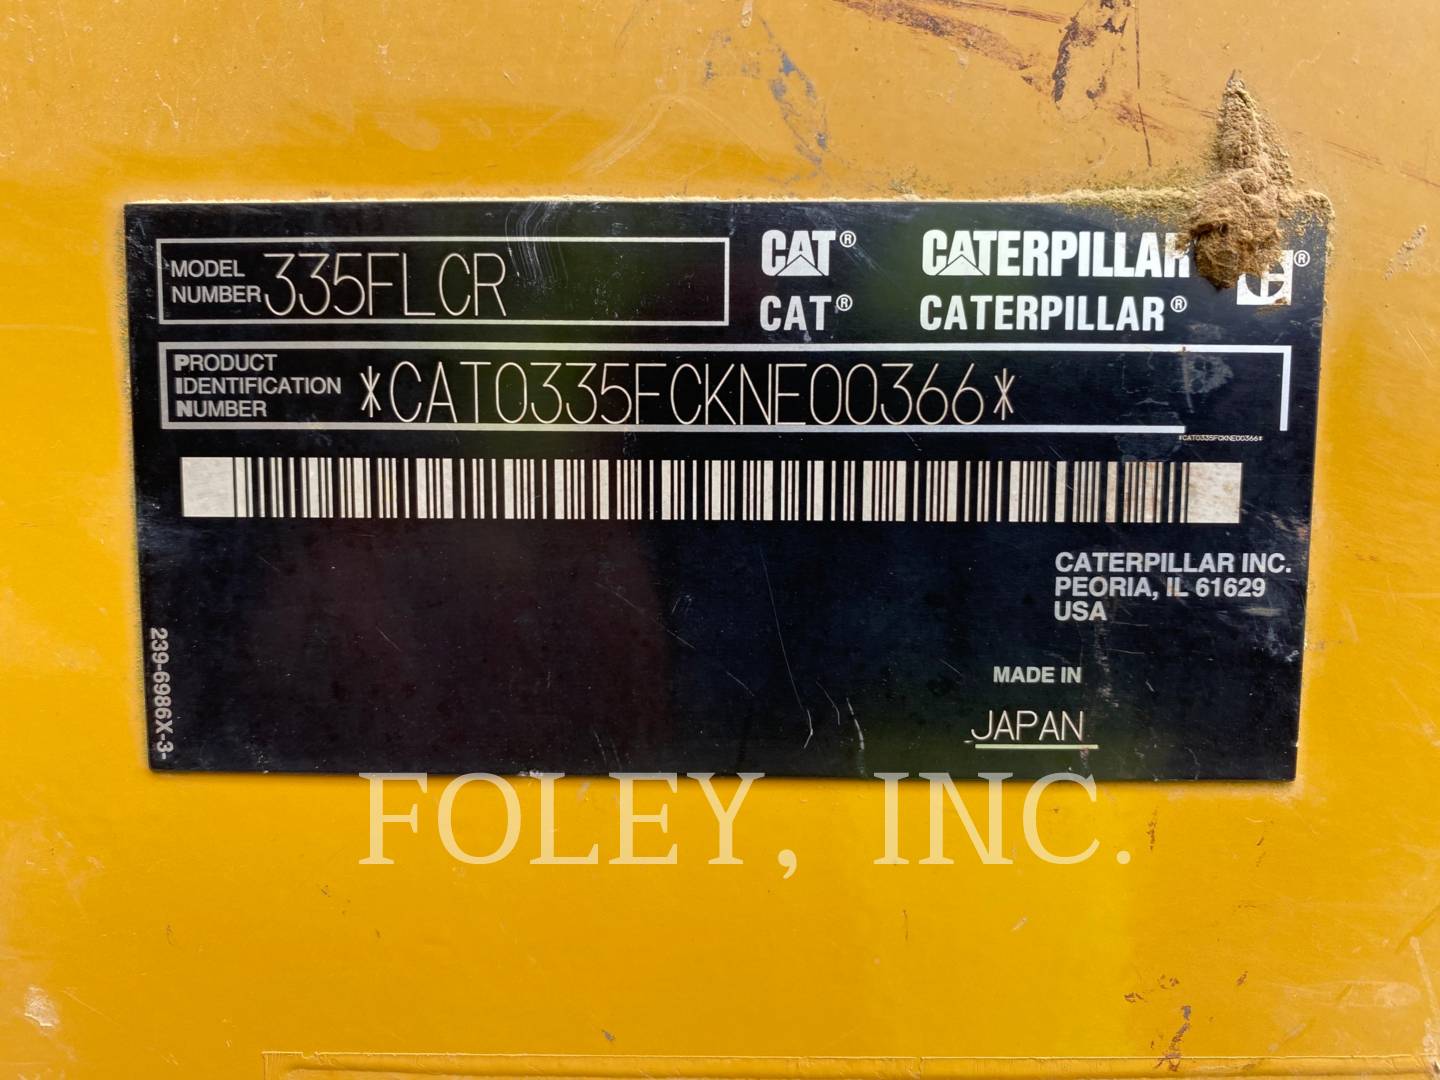 MODEL NUMBER 335FLCR
CAT® CATERPILLAR ®
CAT® CATERPILLAR®
PRODUCT IDENTIFICATION NUMBER *CAT0335FCKNE00366*
*CAT0335FCKNE00366*
CATERPILLAR INC.
PEORIA, IL 61629
USA
MADE IN
JAPAN
239-6986X-3-
FOLEY, INC.